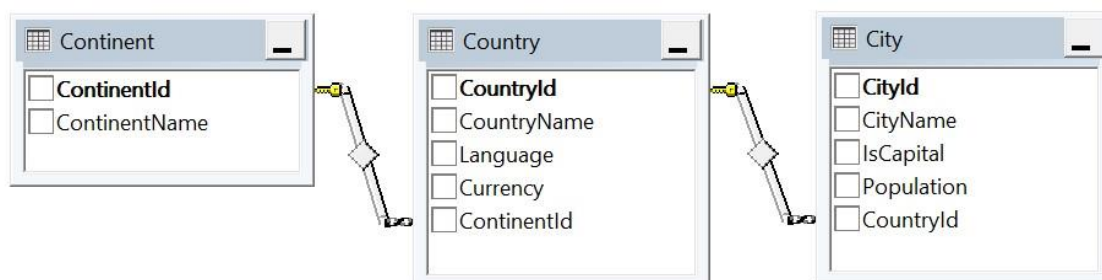 Continent
ContinentId
ContinentName
Country
CountryId
CountryName
Language
Currency
ContinentId
City
CityId
CityName
IsCapital
Population
CountryId